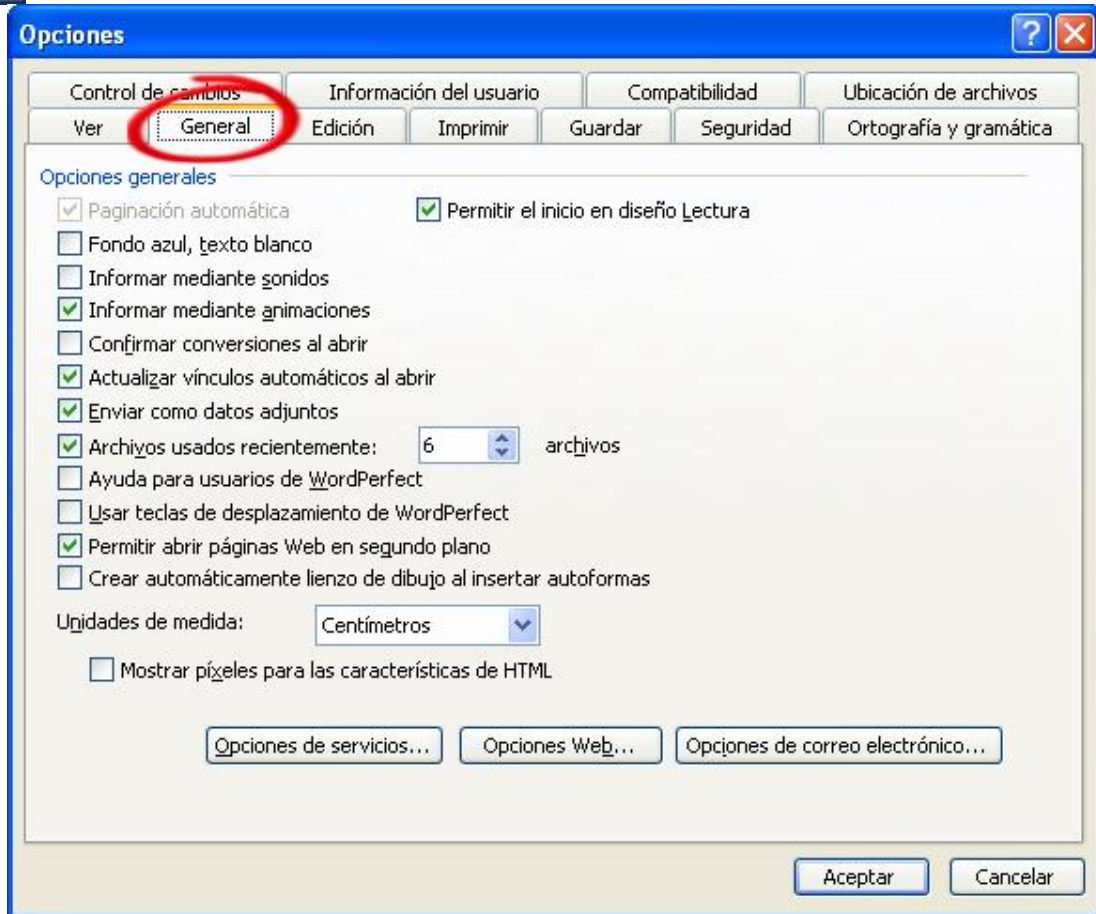 Opciones
Control de cambios Información del usuario Compatibilidad Ubicación de archivos
Ver General Edición Imprimir Guardar Seguridad Ortografía y gramática
Opciones generales
Paginación automática Permitir el inicio en diseño Lectura
Fondo azul, texto blanco
Informar mediante sonidos
Informar mediante animaciones
Confirmar conversiones al abrir
Actualizar vínculos automáticos al abrir
Enviar como datos adjuntos
Archivos usados recientemente: 6 archivos
Ayuda para usuarios de WordPerfect
Usar teclas de desplazamiento de WordPerfect
Permitir abrir páginas Web en segundo plano
Crear automáticamente lienzo de dibujo al insertar autoformas
Unidades de medida: Centímetros
Mostrar píxeles para las características de HTML
Opciones de servicios... Opciones Web... Opciones de correo electrónico...
Aceptar Cancelar